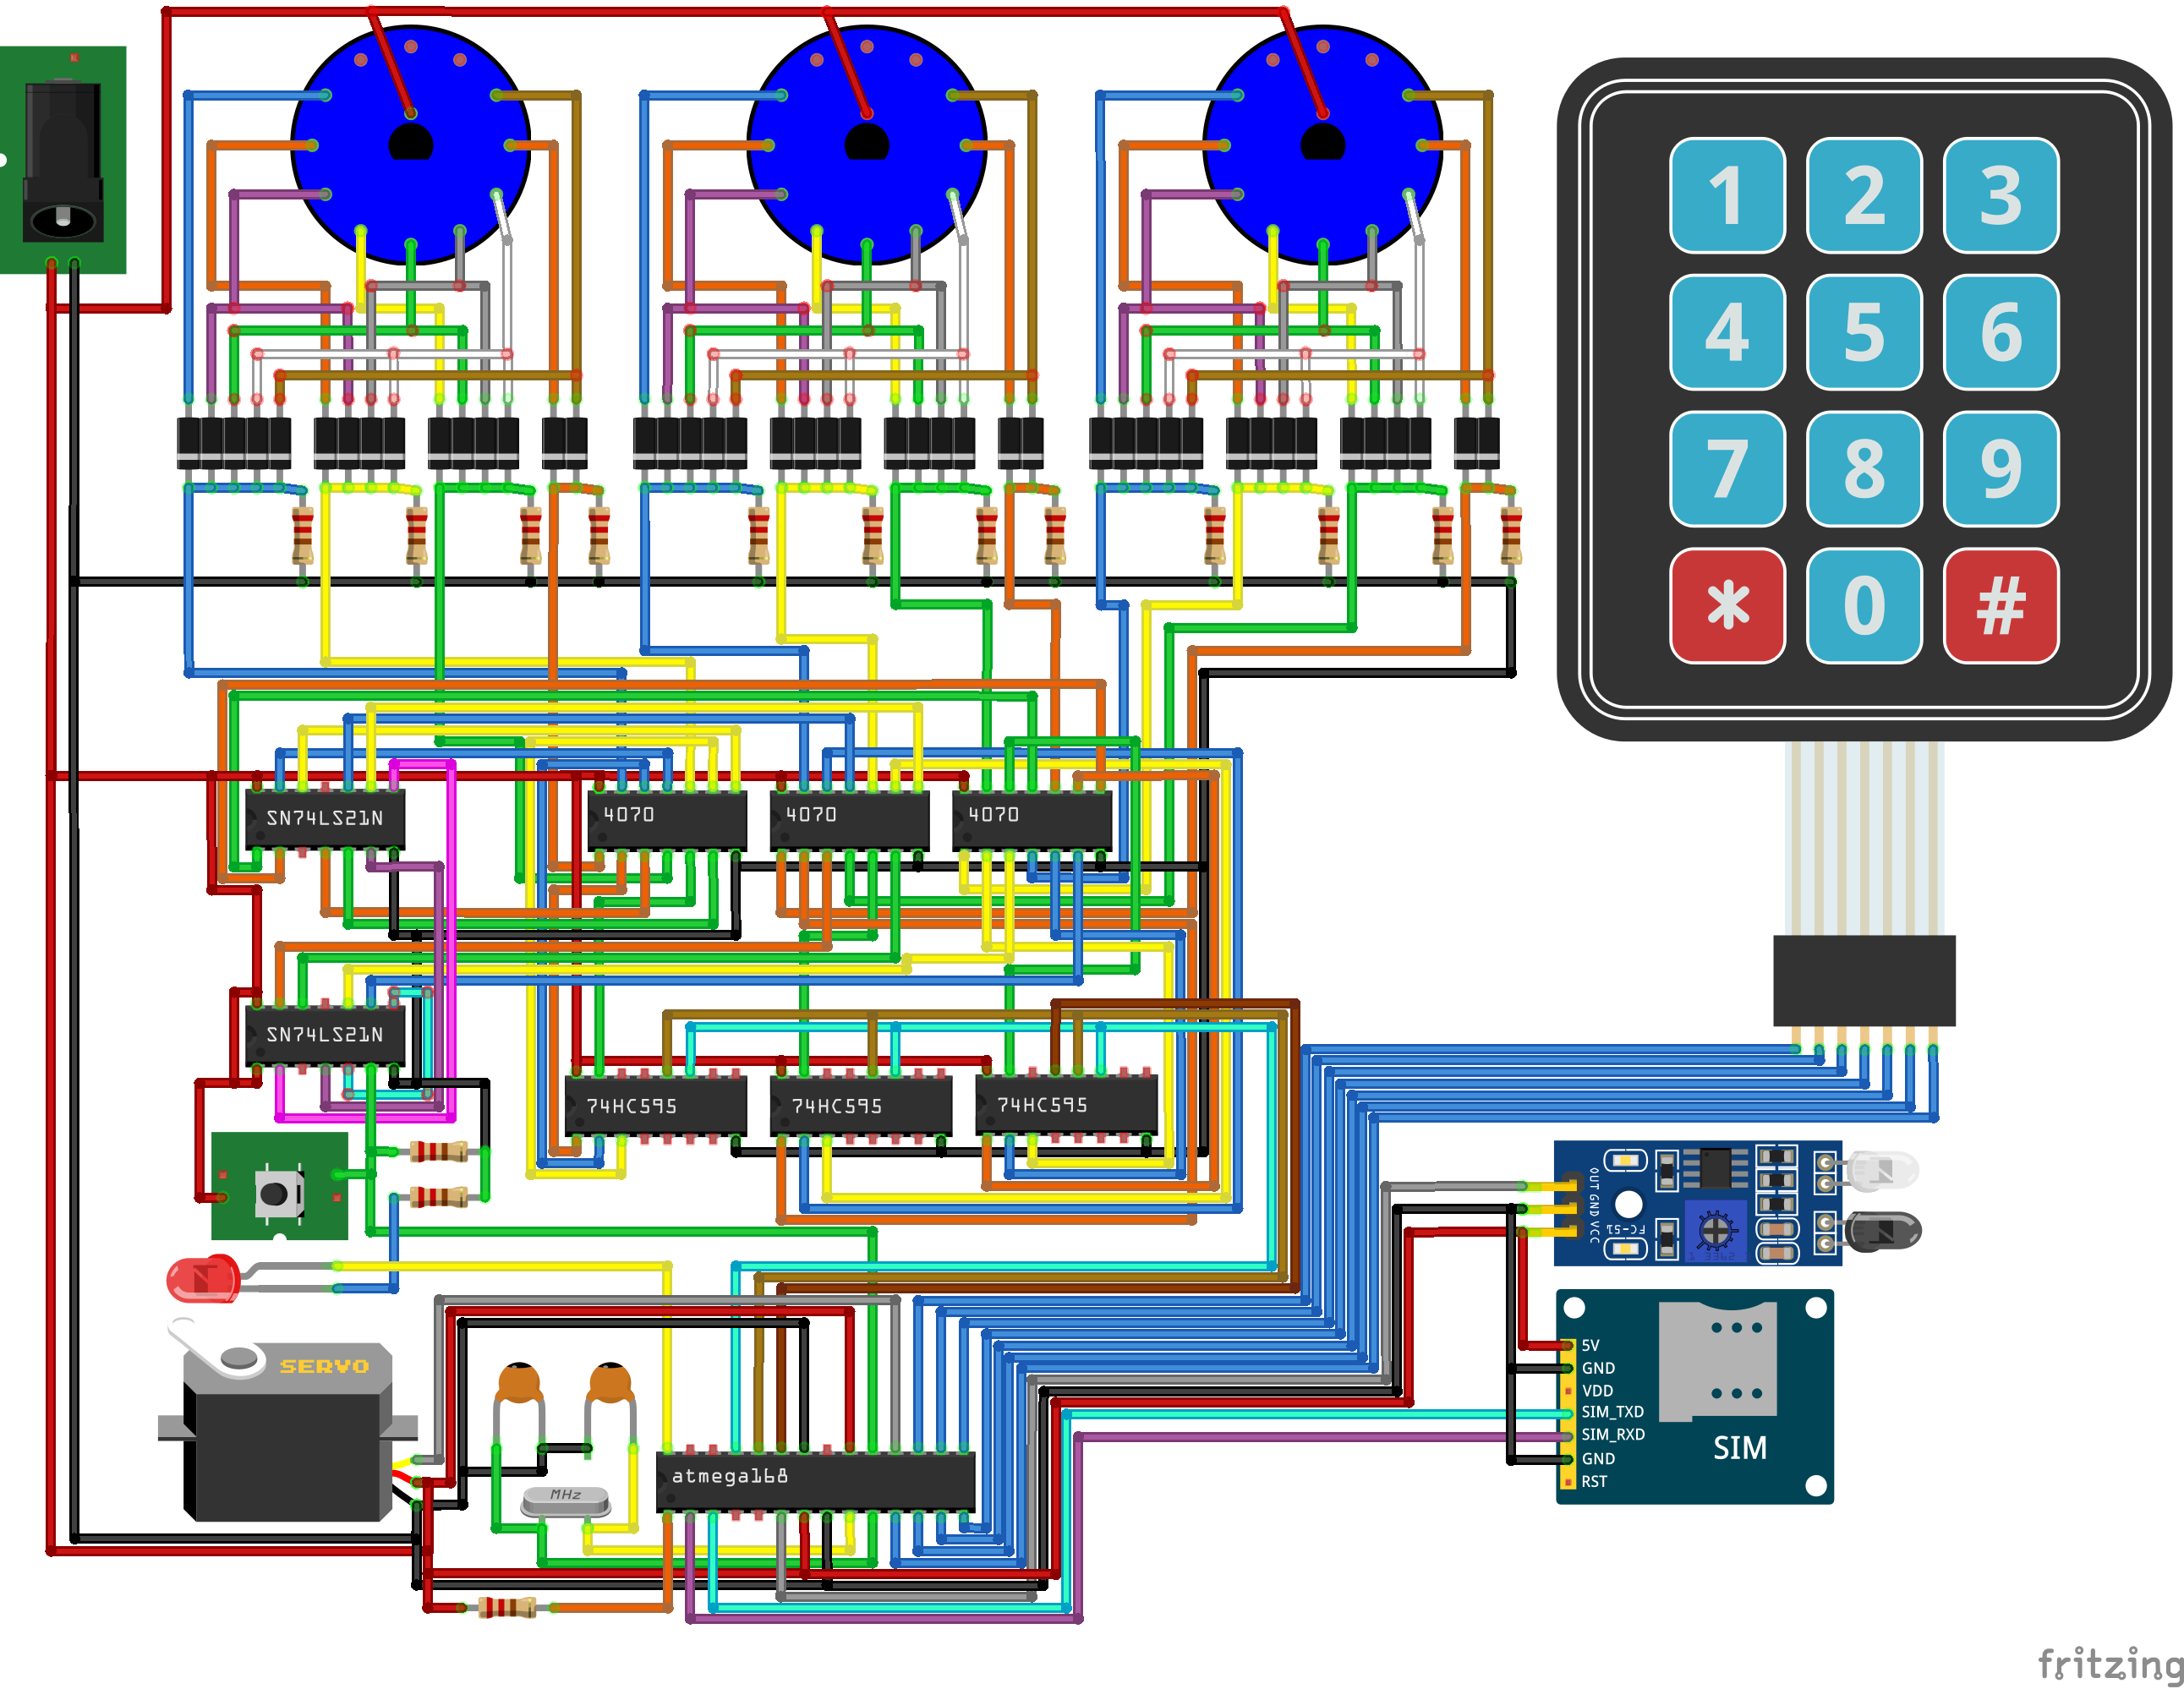 1 2 3
4 5 6
7 8 9
* 0 #
SN74LS21N
4070
4070
4070
SN74LS21N
74HC595
74HC595
74HC595
OUT GND VCC
FC-51
SERVO
5V
GND
VDD
SIM_TXD
SIM_RXD
GND
RST
SIM
atmega168
MHz
fritzing